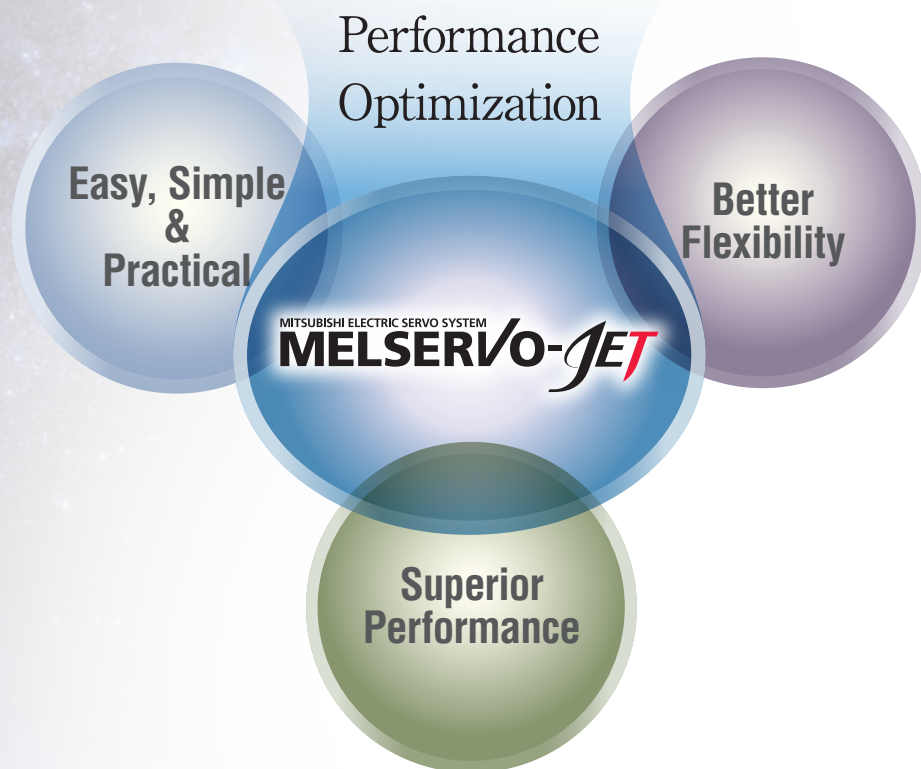 Performance
Optimization
Easy, Simple
&
Practical
Better
Flexibility
MITSUBISHI ELECTRIC SERVO SYSTEM
MELSERVO-JET
Superior
Performance